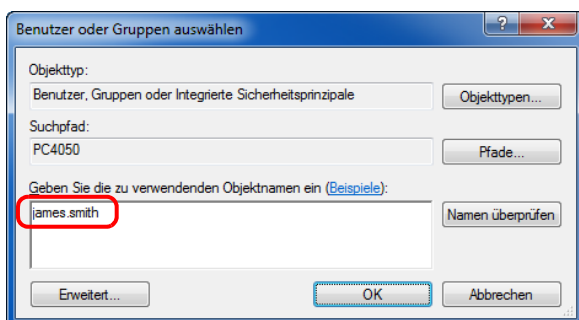 Benutzer oder Gruppen auswählen
Objekttyp:
Benutzer, Gruppen oder Integrierte Sicherheitsprinzipale
Objekttypen...
Suchpfad:
PC4050
Pfade...
Geben Sie die zu verwendenden Objektnamen ein (Beispiele):
james.smith
Namen überprüfen
Erweitert...
OK
Abbrechen